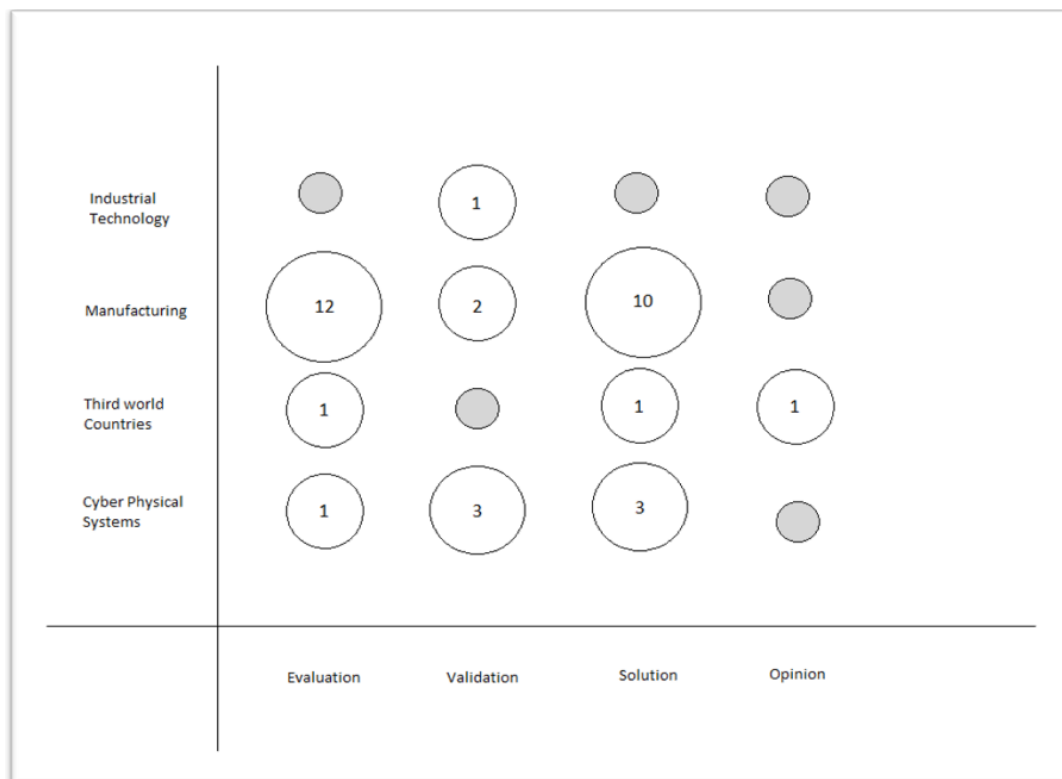 Industrial
Technology
1
Manufacturing
12
2
10
Third world
Countries
1
1
1
Cyber Physical
Systems
1
3
3
Evaluation
Validation
Solution
Opinion